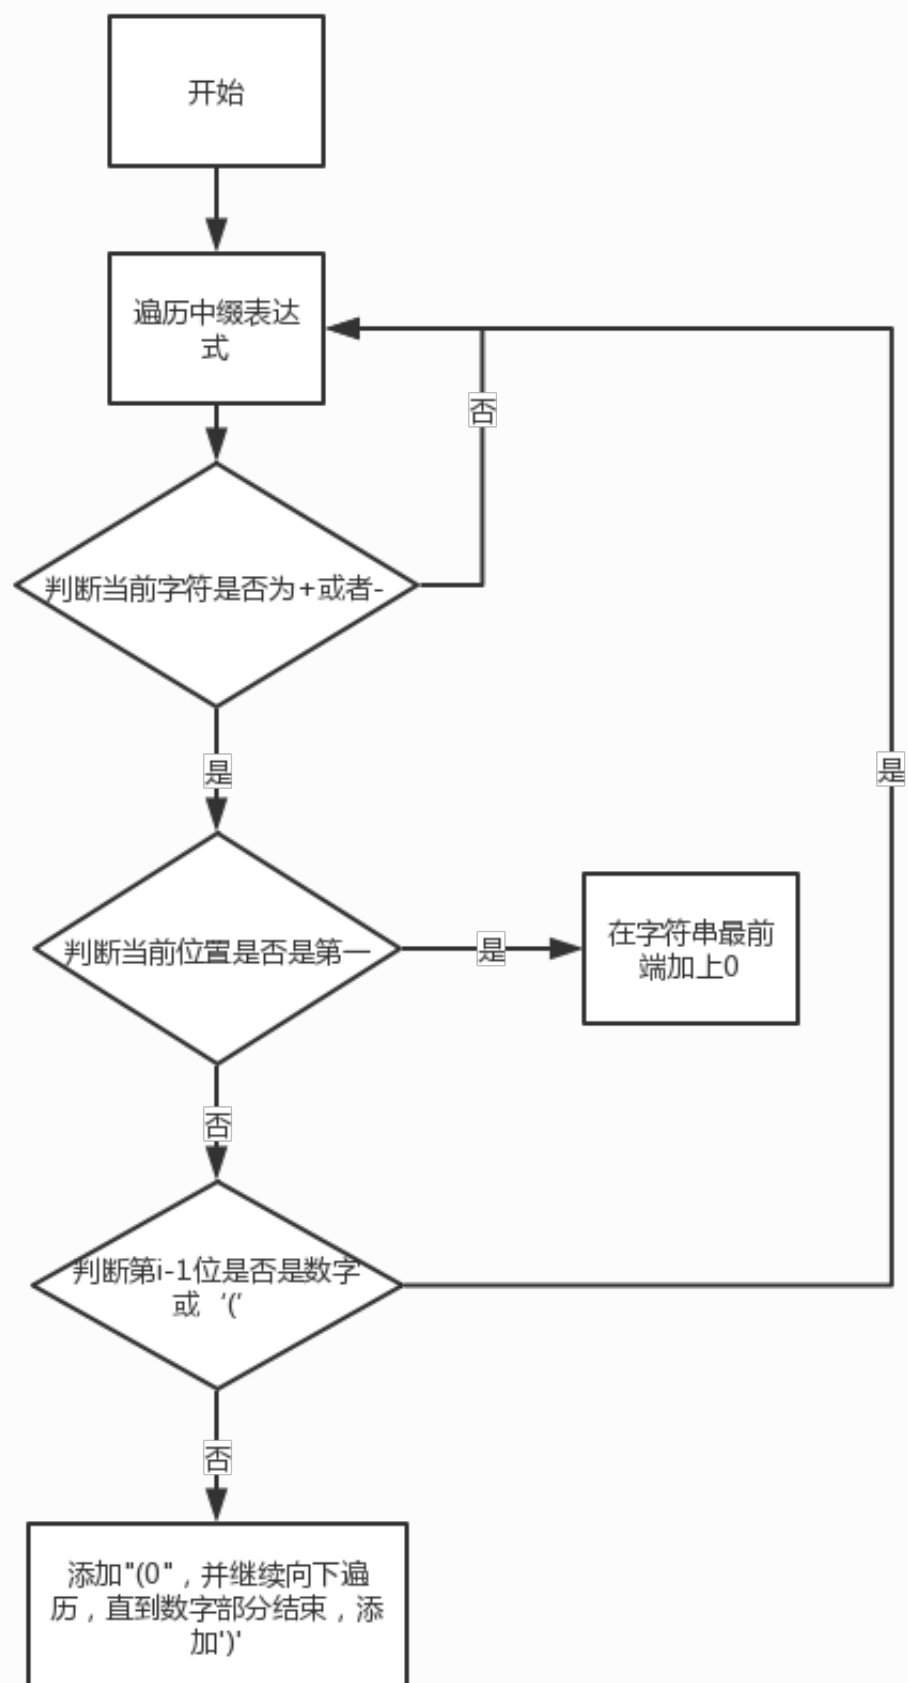 开始
遍历中缀表达
式
否
判断当前字符是否为+或者-
是
是
判断当前位置是否是第一
是
在字符串最前
端加上0
否
判断第i-1位是否是数字
或‘(’
否
添加"(0"，并继续向下遍
历，直到数字部分结束，添
加')'